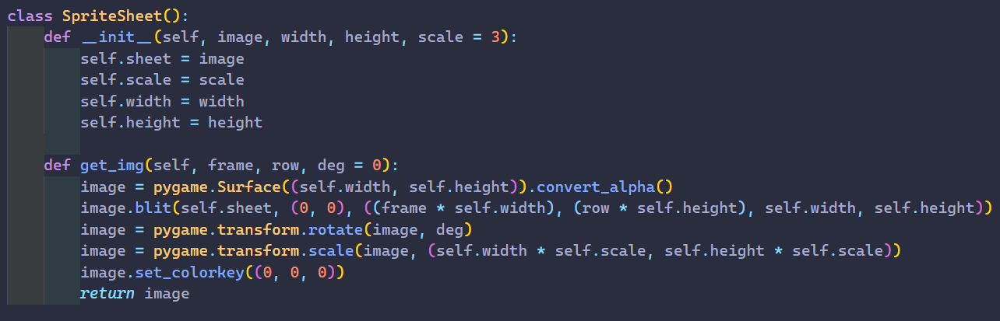 class SpriteSheet():
    def __init__(self, image, width, height, scale = 3):
        self.sheet = image
        self.scale = scale
        self.width = width
        self.height = height

    def get_img(self, frame, row, deg = 0):
        image = pygame.Surface((self.width, self.height)).convert_alpha()
        image.blit(self.sheet, (0, 0), ((frame * self.width), (row * self.height), self.width, self.height))
        image = pygame.transform.rotate(image, deg)
        image = pygame.transform.scale(image, (self.width * self.scale, self.height * self.scale))
        image.set_colorkey((0, 0, 0))
        return image